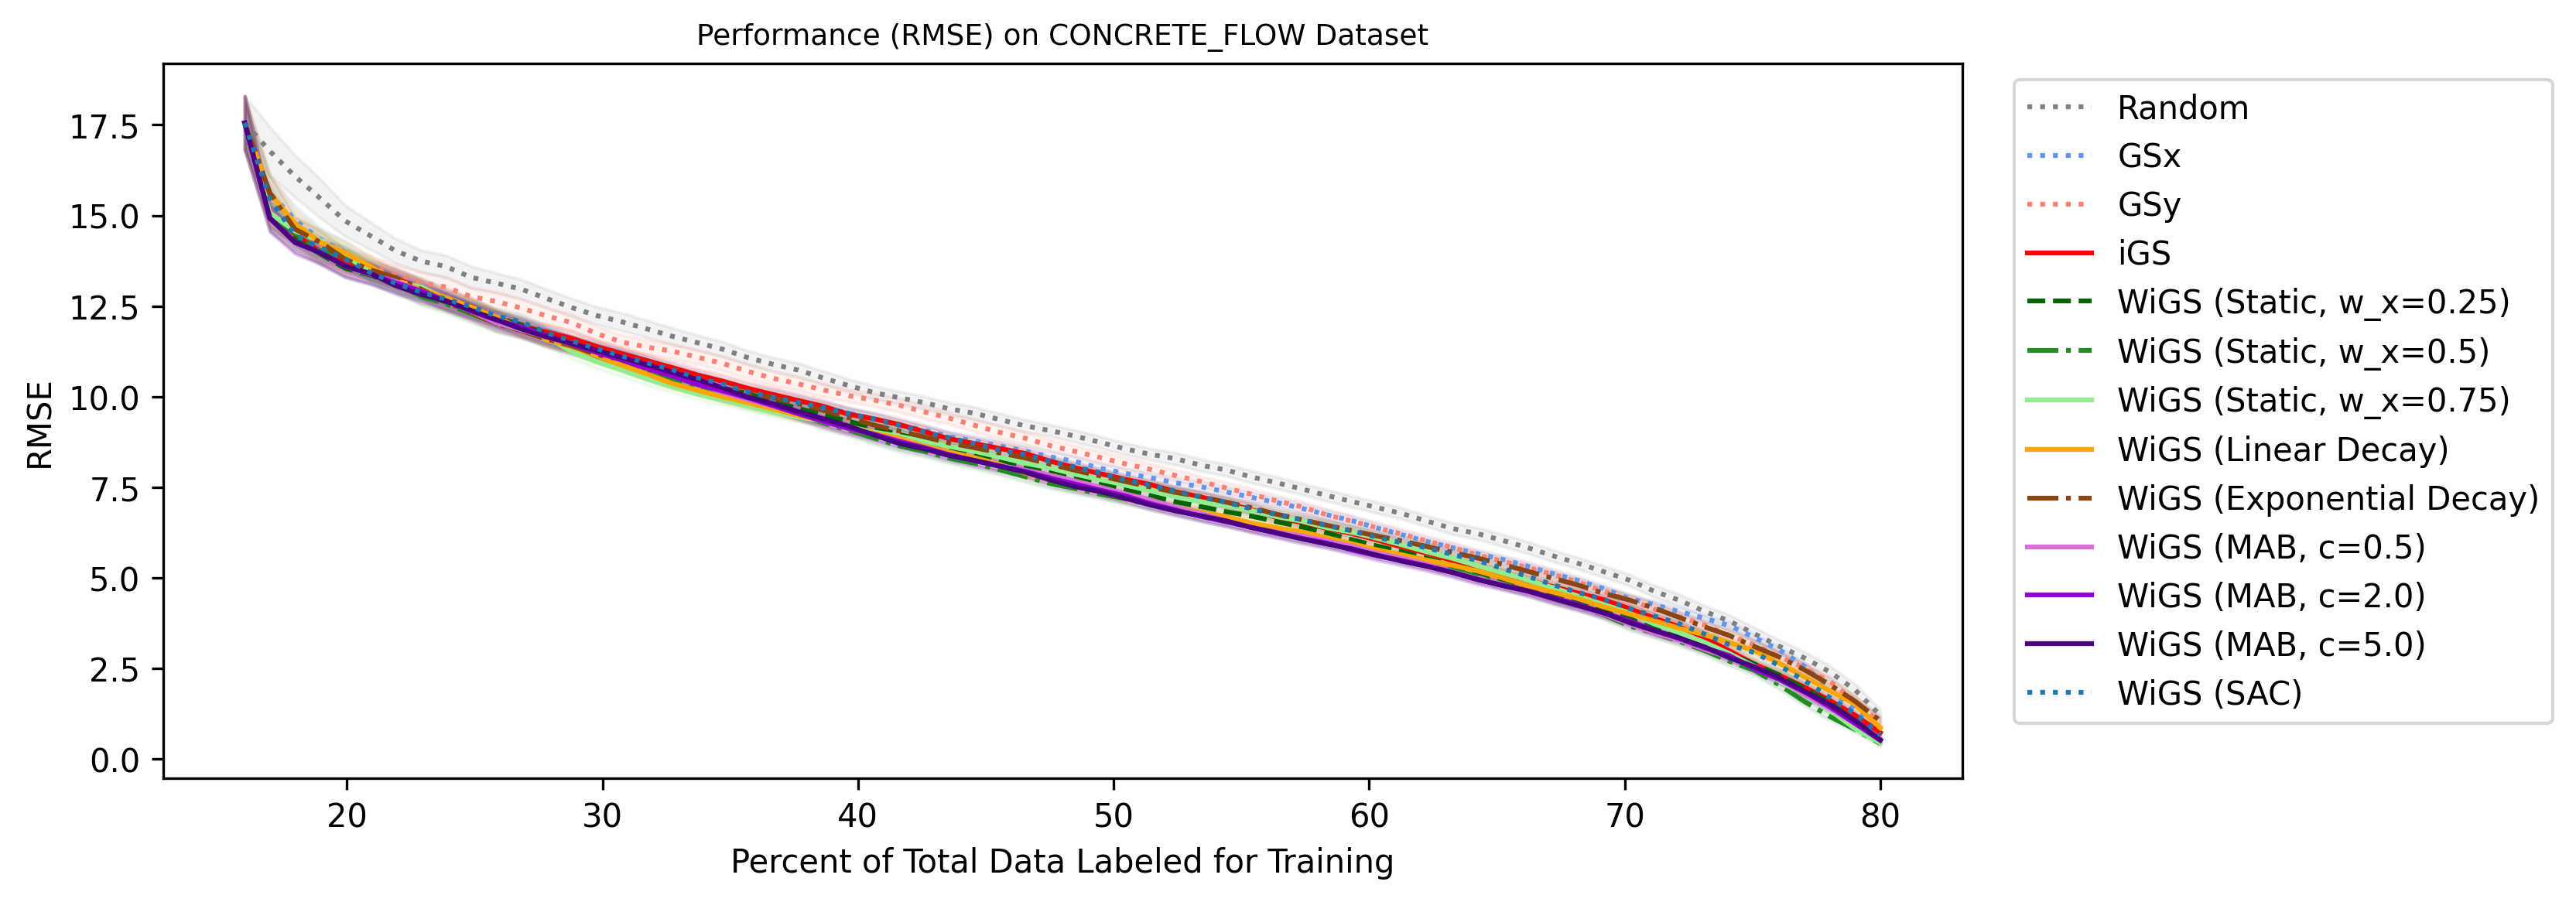 Performance (RMSE) on CONCRETE_FLOW Dataset
RMSE
17.5
15.0
12.5
10.0
7.5
5.0
2.5
0.0
20 30 40 50 60 70 80
Percent of Total Data Labeled for Training
Random
GSx
GSy
iGS
WiGS (Static, w_x=0.25)
WiGS (Static, w_x=0.5)
WiGS (Static, w_x=0.75)
WiGS (Linear Decay)
WiGS (Exponential Decay)
WiGS (MAB, c=0.5)
WiGS (MAB, c=2.0)
WiGS (MAB, c=5.0)
WiGS (SAC)